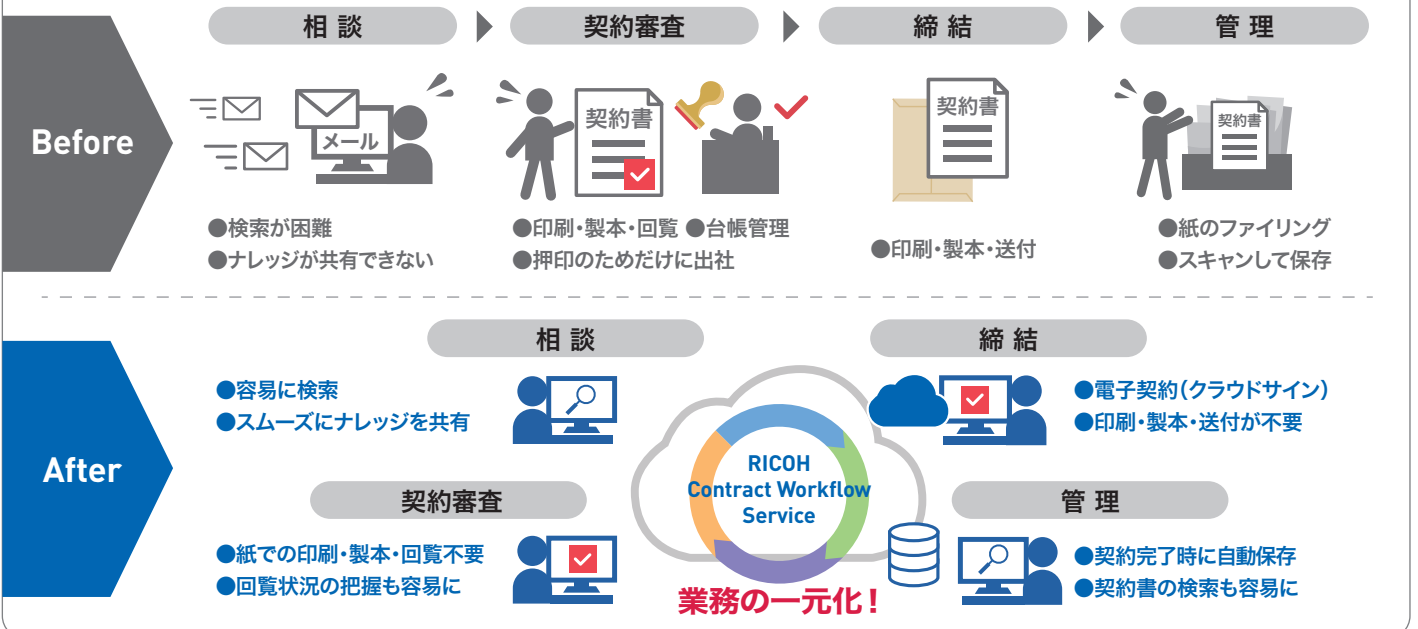 相談
契約審査
締結
管理
Before
メール
契約書
契約書
契約書
●検索が困難
●ナレッジが共有できない
●印刷・製本・回覧 ●台帳管理
●押印のためだけに出社
●印刷・製本・送付
●紙のファイリング
●スキャンして保存
After
相談
●容易に検索
●スムーズにナレッジを共有
締結
●電子契約(クラウドサイン)
●印刷・製本・送付が不要
RICOH
Contract Workflow
Service
契約審査
●紙での印刷・製本・回覧不要
●回覧状況の把握も容易に
管理
●契約完了時に自動保存
●契約書の検索も容易に
業務の一元化!